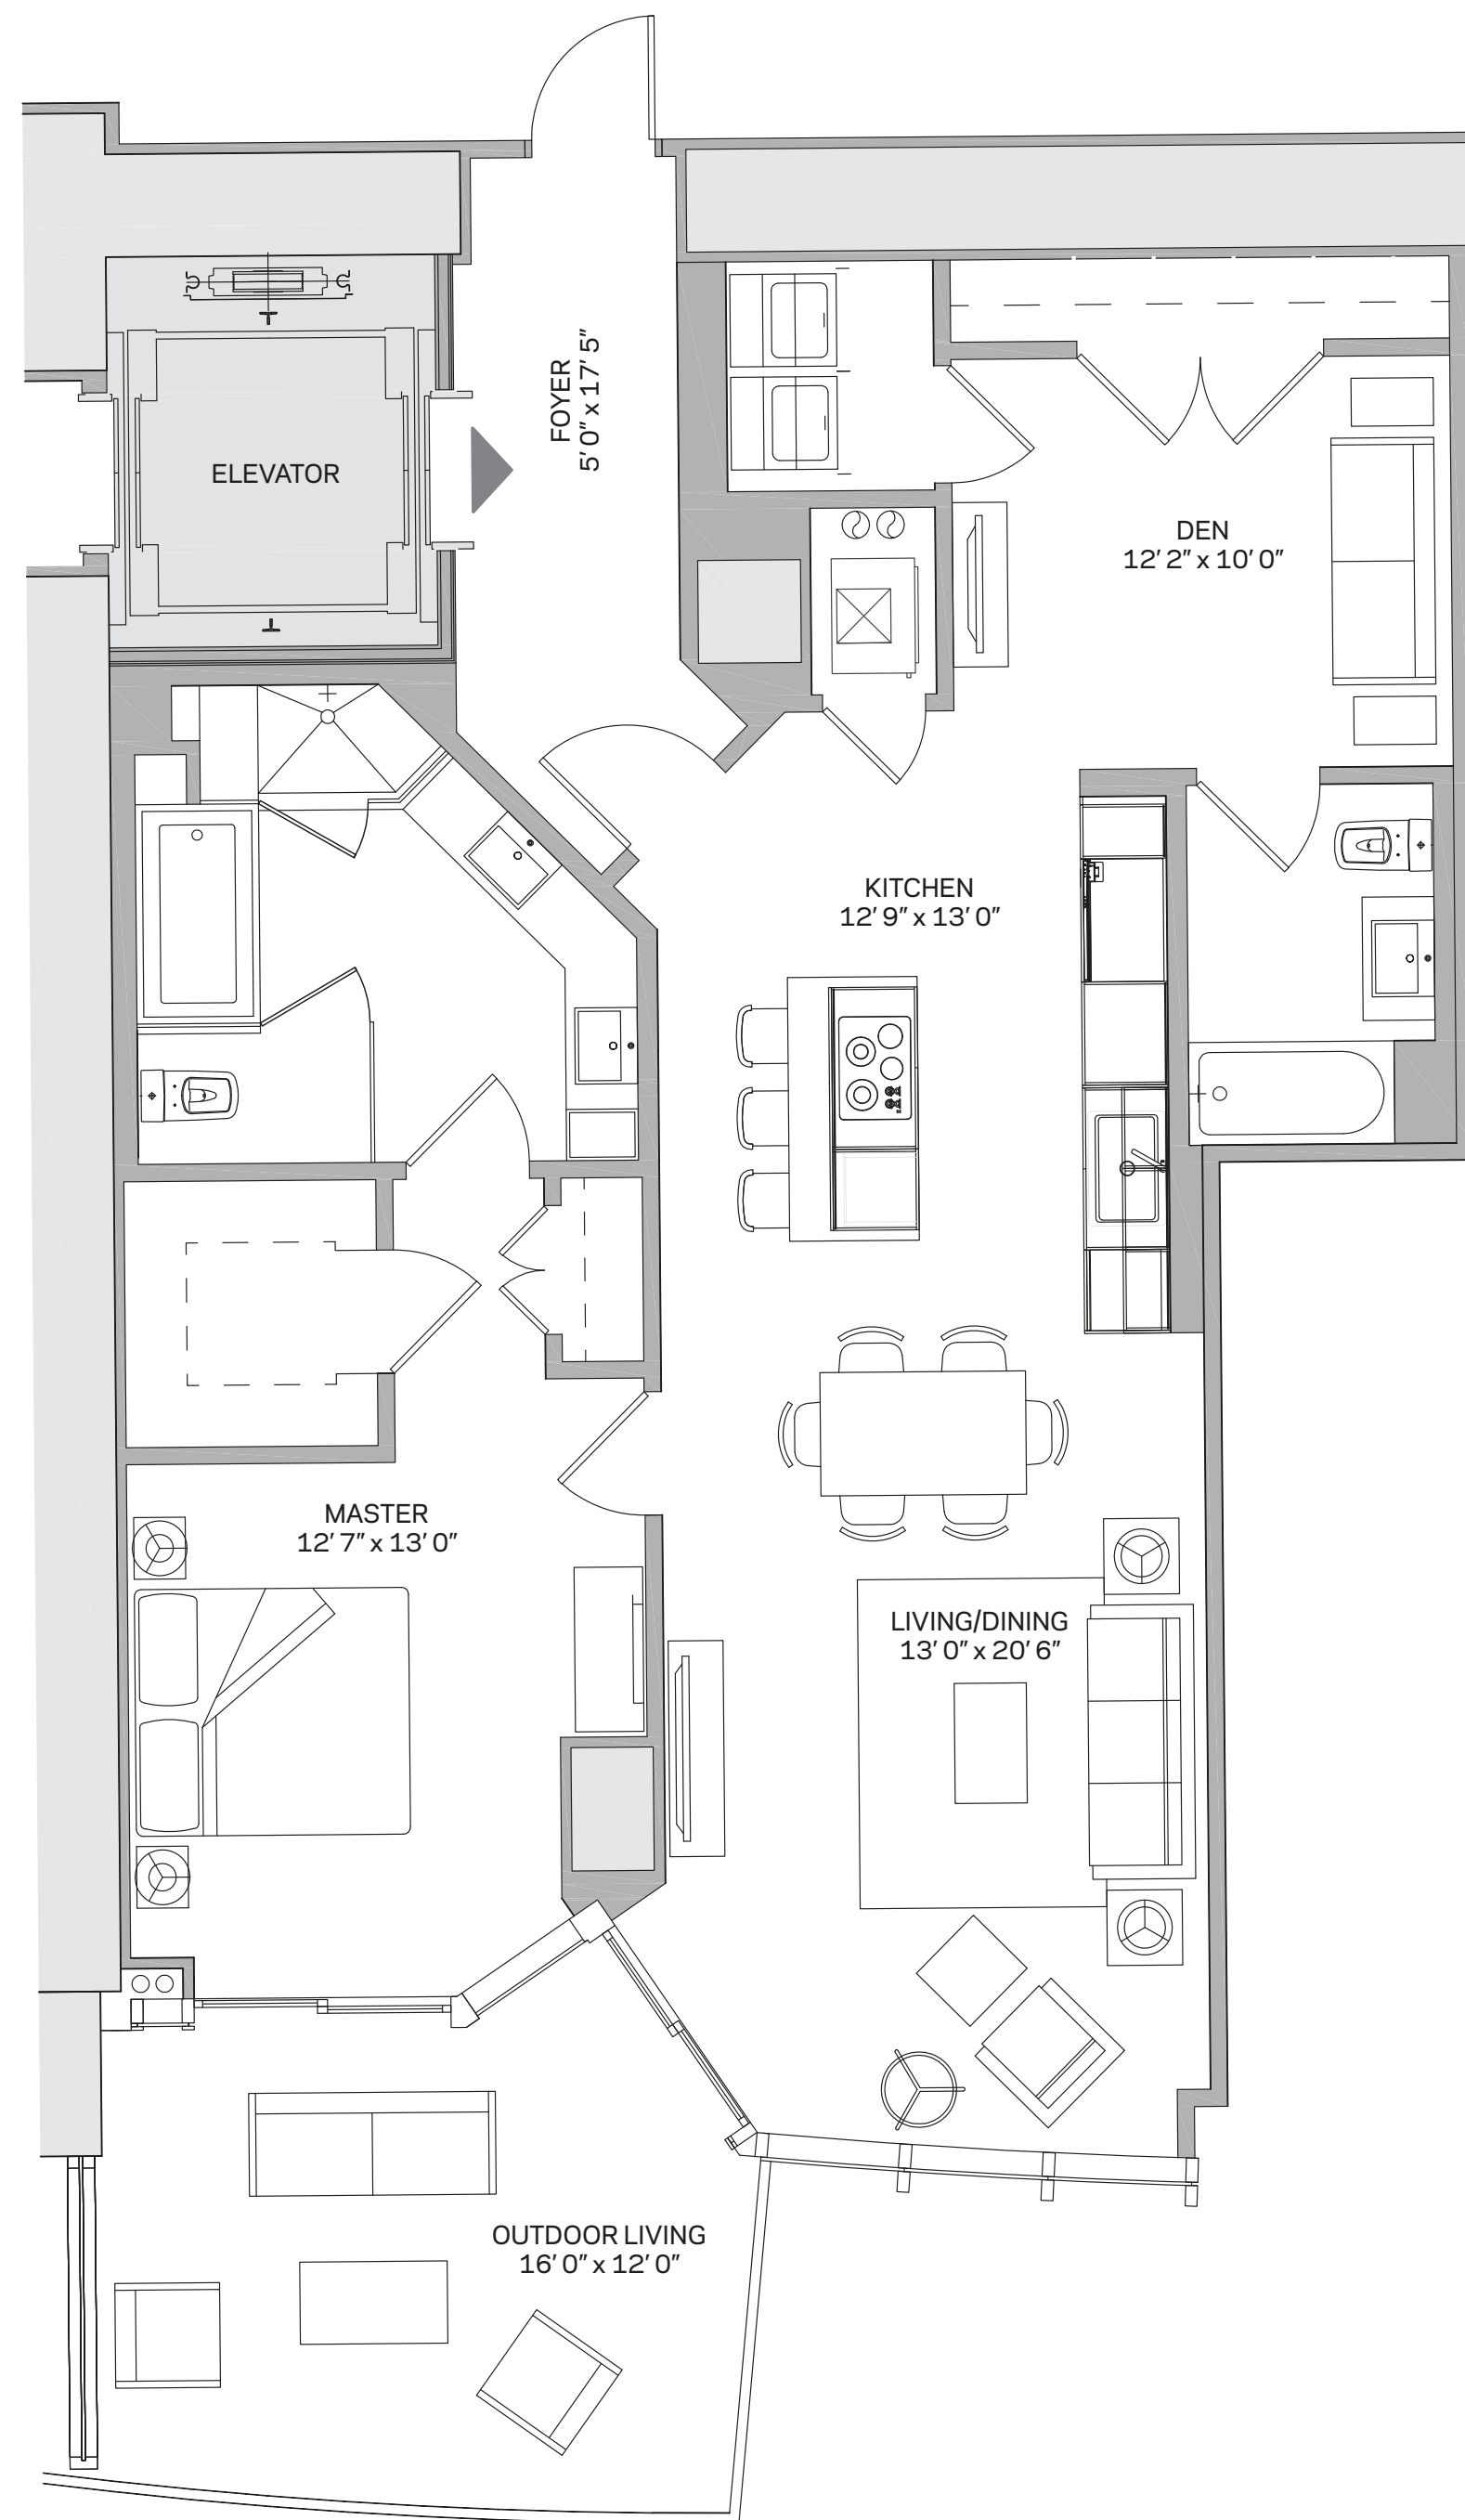 FOYER
5' 0" x 17' 5"
ELEVATOR
DEN
12' 2" x 10' 0"
KITCHEN
12' 9" x 13' 0"
MASTER
12' 7" x 13' 0"
LIVING/DINING
13' 0" x 20' 6"
OUTDOOR LIVING
16' 0" x 12' 0"